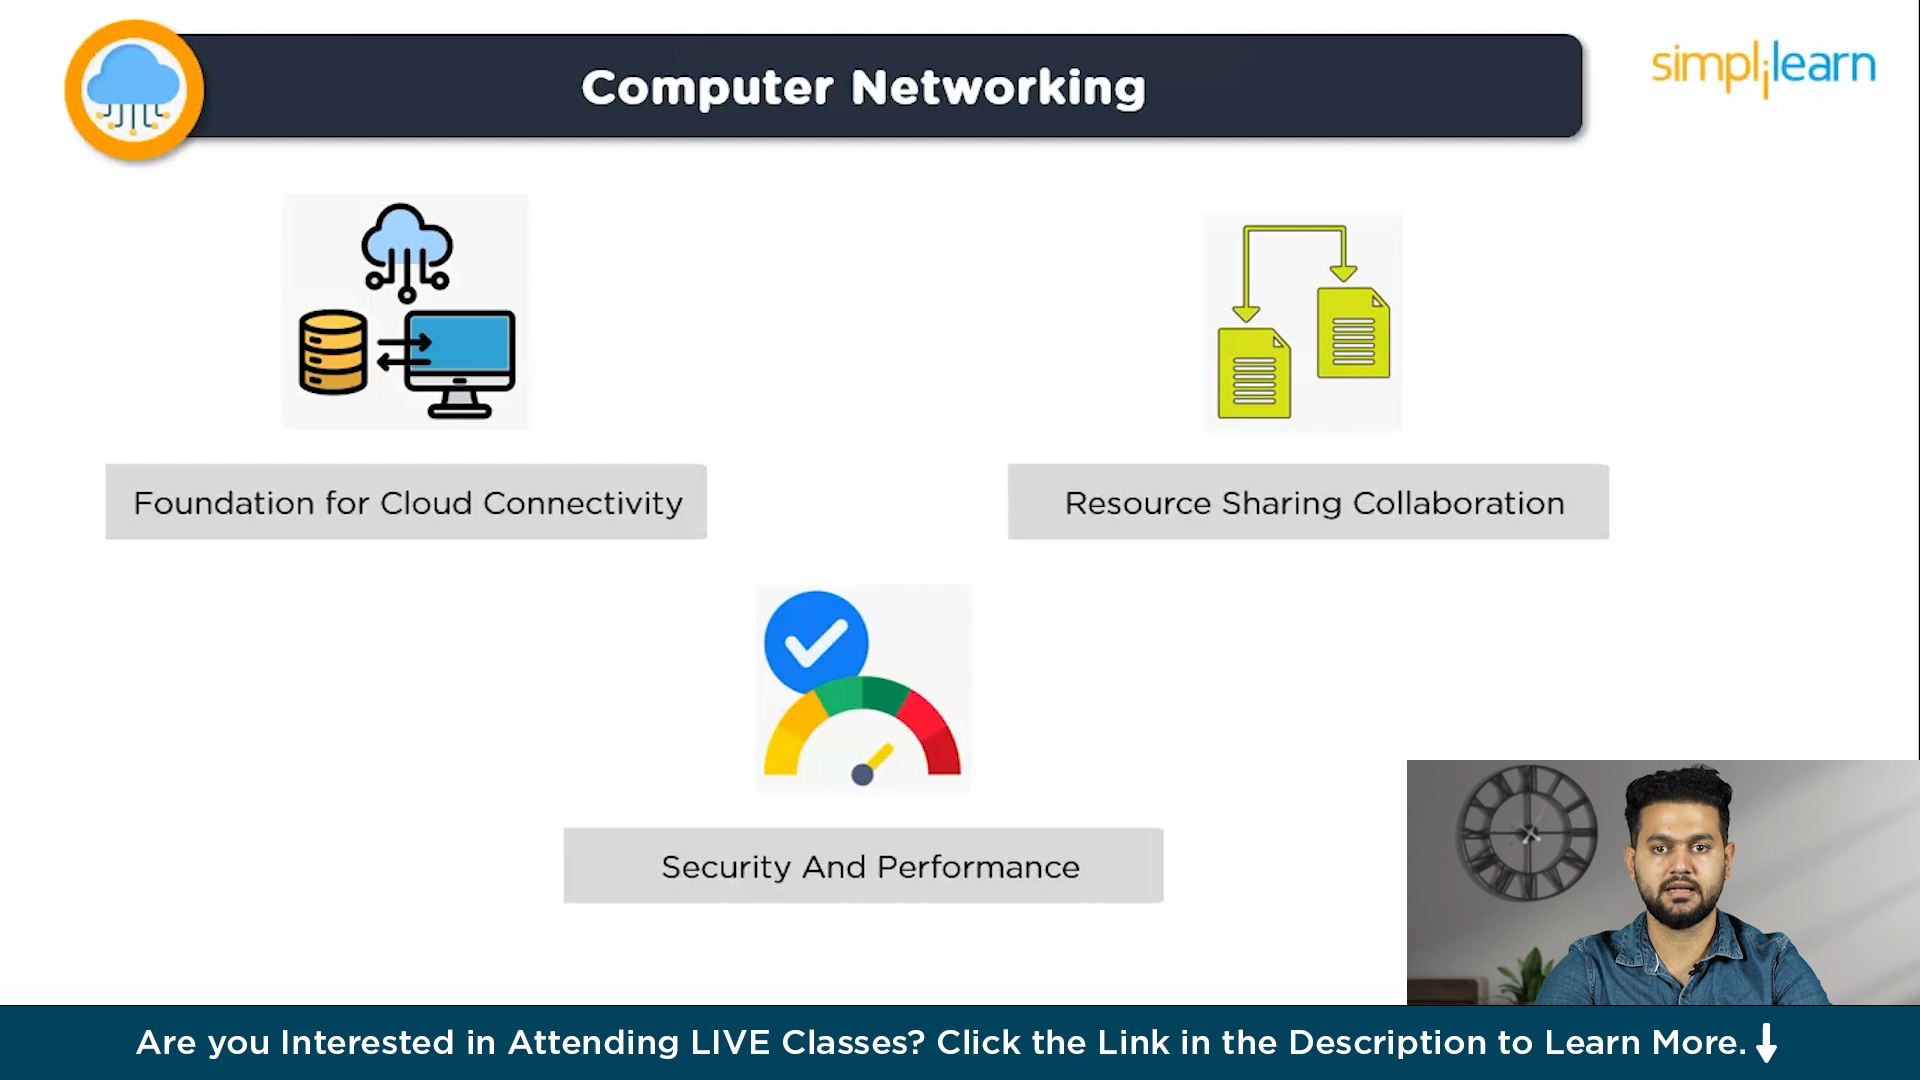 Computer Networking
simplilearn
Foundation for Cloud Connectivity
Resource Sharing Collaboration
Security And Performance
Are you Interested in Attending LIVE Classes? Click the Link in the Description to Learn More.